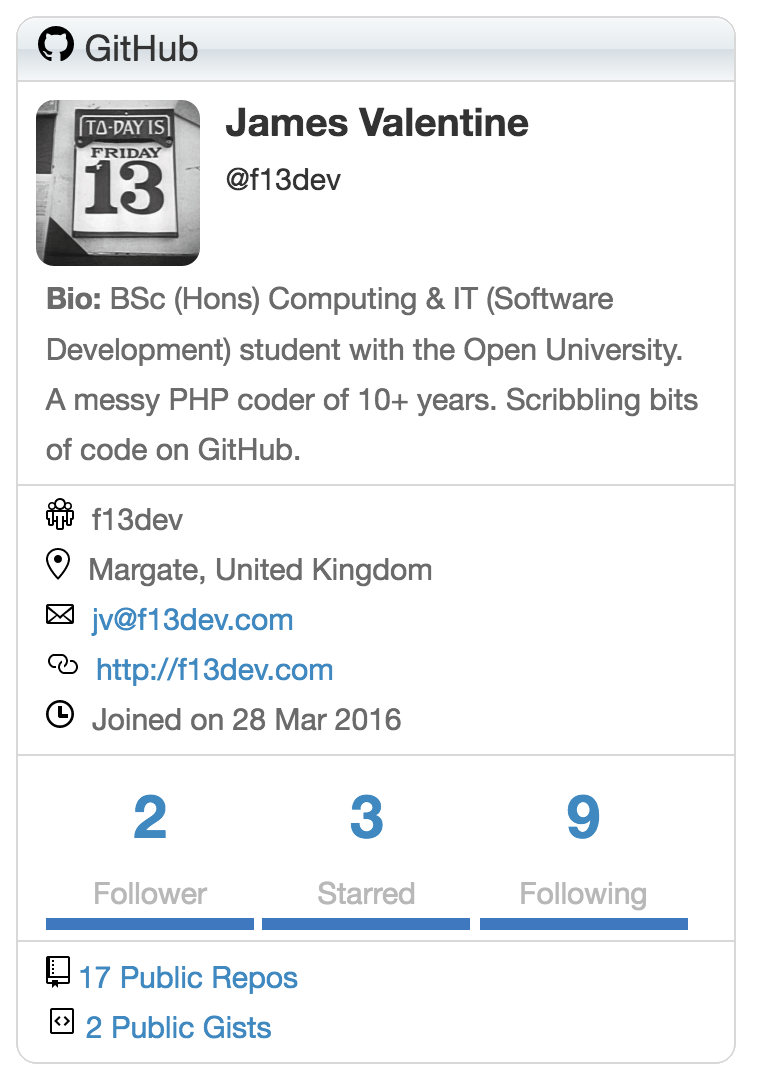 GitHub
TO-DAY IS
FRIDAY
13
James Valentine
@f13dev
Bio: BSc (Hons) Computing & IT (Software
Development) student with the Open University.
A messy PHP coder of 10+ years. Scribbling bits
of code on GitHub.
f13dev
Margate, United Kingdom
jv@f13dev.com
http://f13dev.com
Joined on 28 Mar 2016
2 3 9
Follower Starred Following
17 Public Repos
2 Public Gists